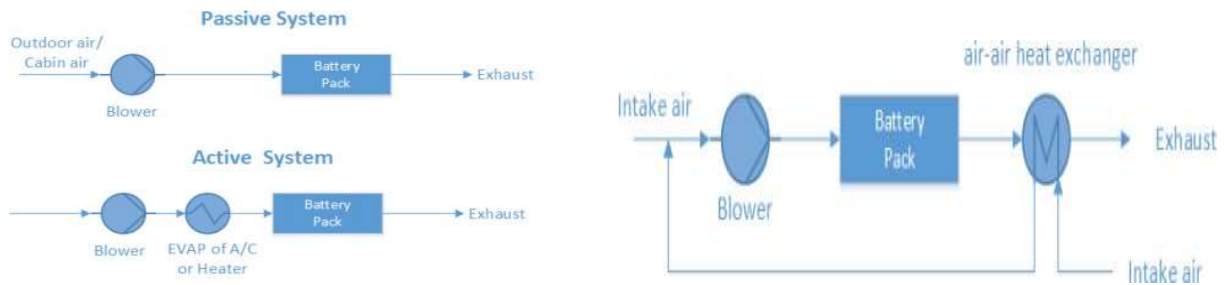 Passive System
Outdoor air/
Cabin air
Blower
Battery
Pack
Exhaust
Active System
Blower
EVAP of A/C
or Heater
Battery
Pack
Exhaust
air-air heat exchanger
Intake air
Blower
Battery
Pack
Exhaust
Intake air